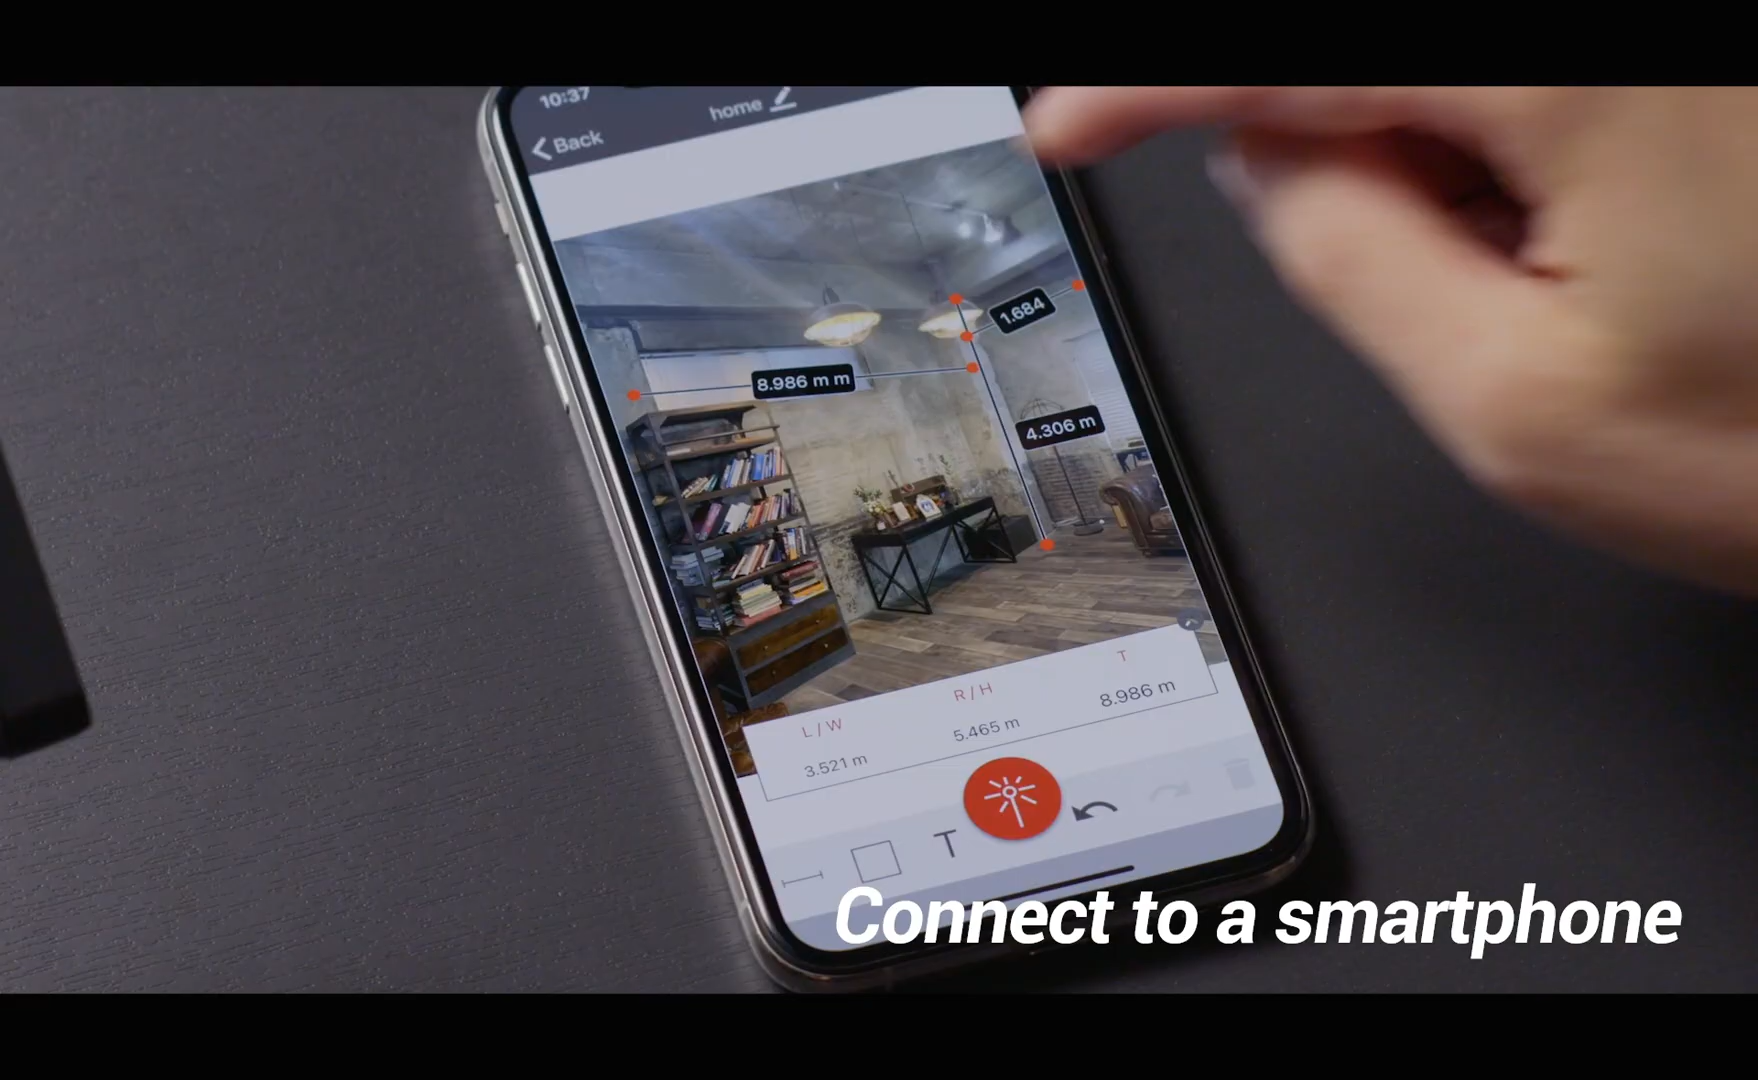 10:37
home
Back
1.684
8.986 m m
4.306 m
L/W
R/H
T
3.521 m
5.465 m
8.986 m
T
Connect to a smartphone